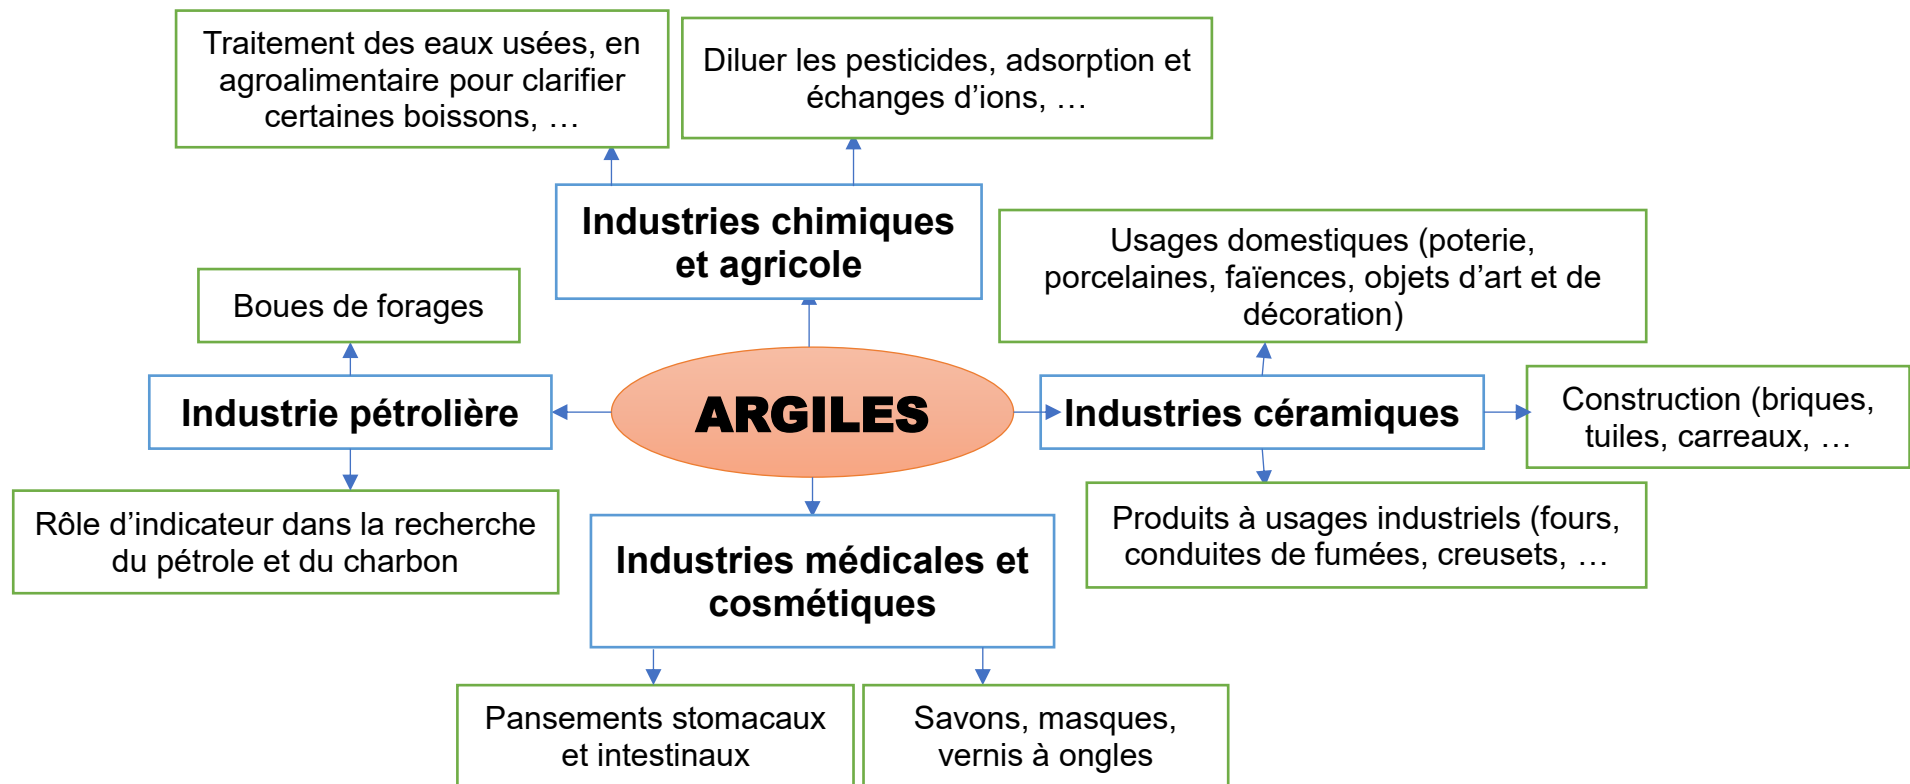 Traitement des eaux usées, en
agroalimentaire pour clarifier
certaines boissons, …
Diluer les pesticides, adsorption et
échanges d’ions, …
Industries chimiques
et agricole
Usages domestiques (poterie,
porcelaines, faïences, objets d’art et de
décoration)
Boues de forages
Industrie pétrolière
ARGILES
Industries céramiques
Construction (briques,
tuiles, carreaux, …
Rôle d’indicateur dans la recherche
du pétrole et du charbon
Produits à usages industriels (fours,
conduites de fumées, creusets, …
Industries médicales et
cosmétiques
Pansements stomacaux
et intestinaux
Savons, masques,
vernis à ongles